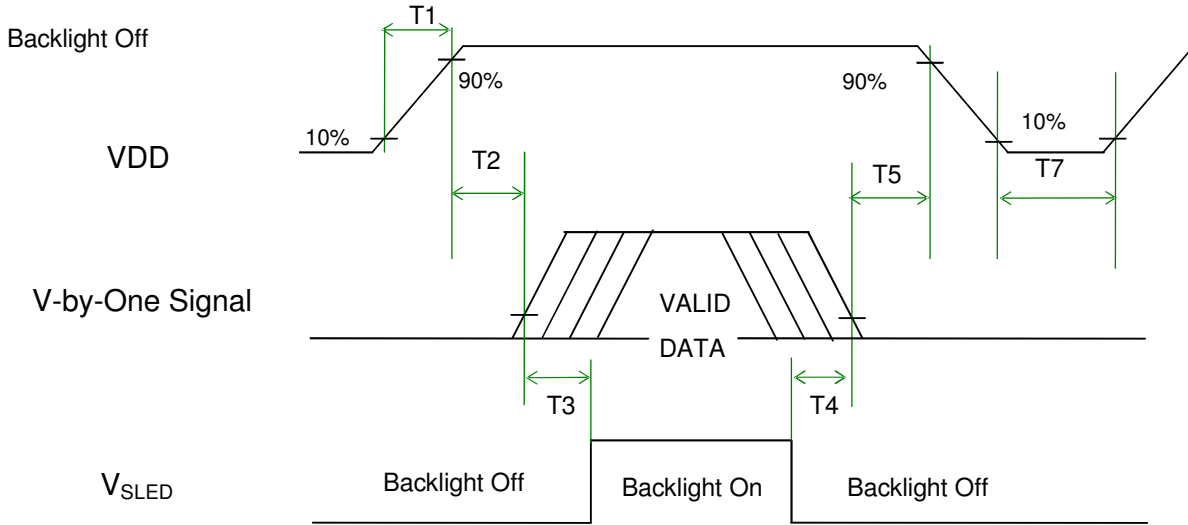 T1
Backlight Off
90%
90%
10%
10%
VDD
T2
T5
T7
V-by-One Signal
VALID
DATA
T3
T4
VSLED
Backlight Off
Backlight On
Backlight Off